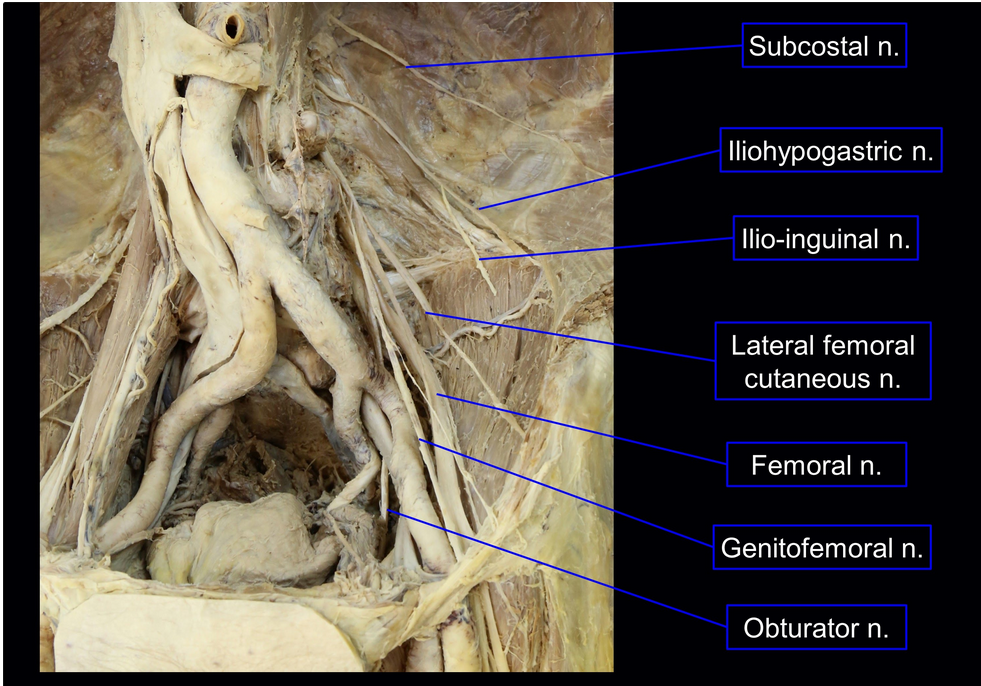 Subcostal n.
Iliohypogastric n.
Ilio-inguinal n.
Lateral femoral
cutaneous n.
Femoral n.
Genitofemoral n.
Obturator n.